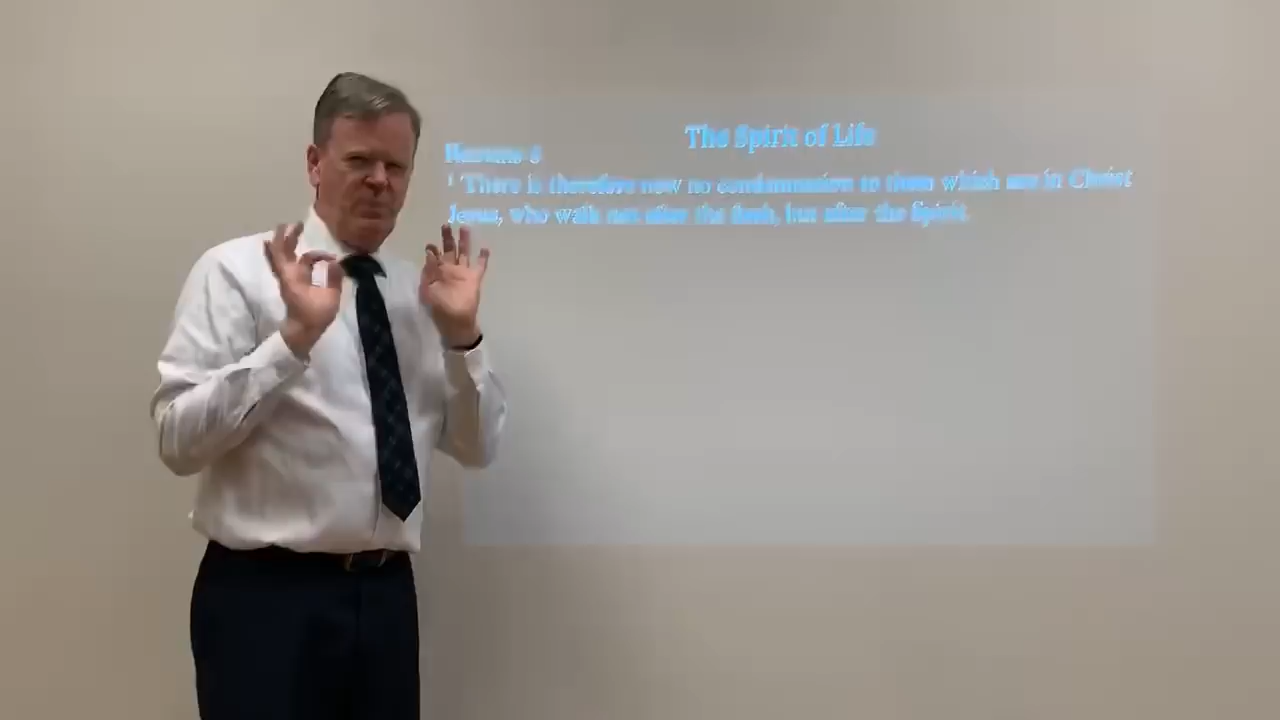 The Spirit of Life
Romans 8
1 There is therefore now no condemnation to them which are in Christ
Jesus, who walk not after the flesh, but after the Spirit.